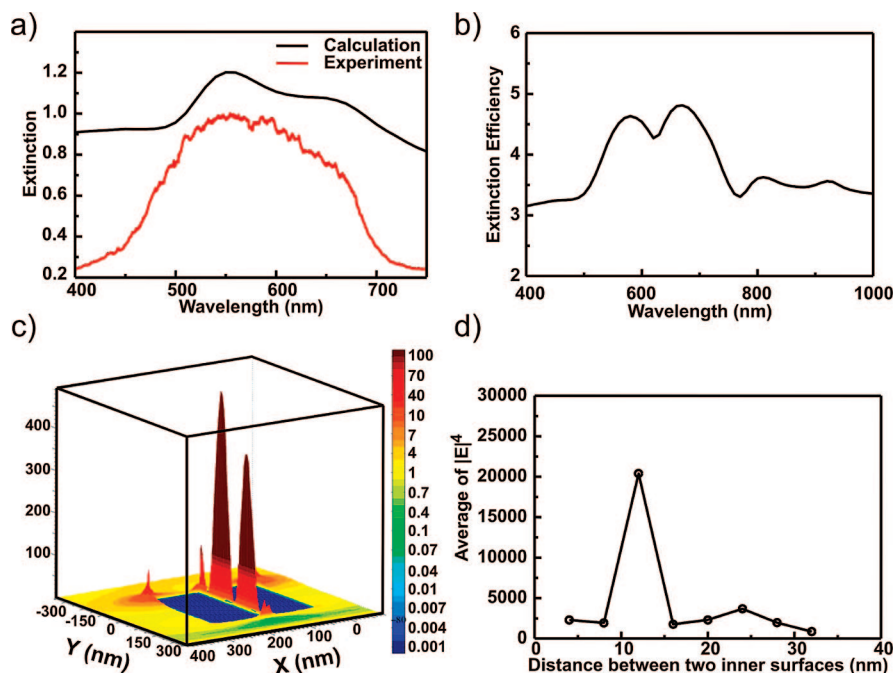 a)
Calculation
Experiment
Extinction
1.4
1.2
1.0
0.8
0.6
0.4
0.2
400 500 600 700
Wavelength (nm)
b)
Extinction Efficiency
6
5
4
3
2
400 600 800 1000
Wavelength (nm)
c)
400
300
200
100
-300
-150
0
150
300
Y (nm)
400 300 200 100 0
X (nm)
100
70
40
10
7
4
1
0.7
0.4
0.1
0.07
0.04
0.01
0.007
0.004
0.001
d)
Average of |E|⁴
30000
25000
20000
15000
10000
5000
0
0 10 20 30 40
Distance between two inner surfaces (nm)